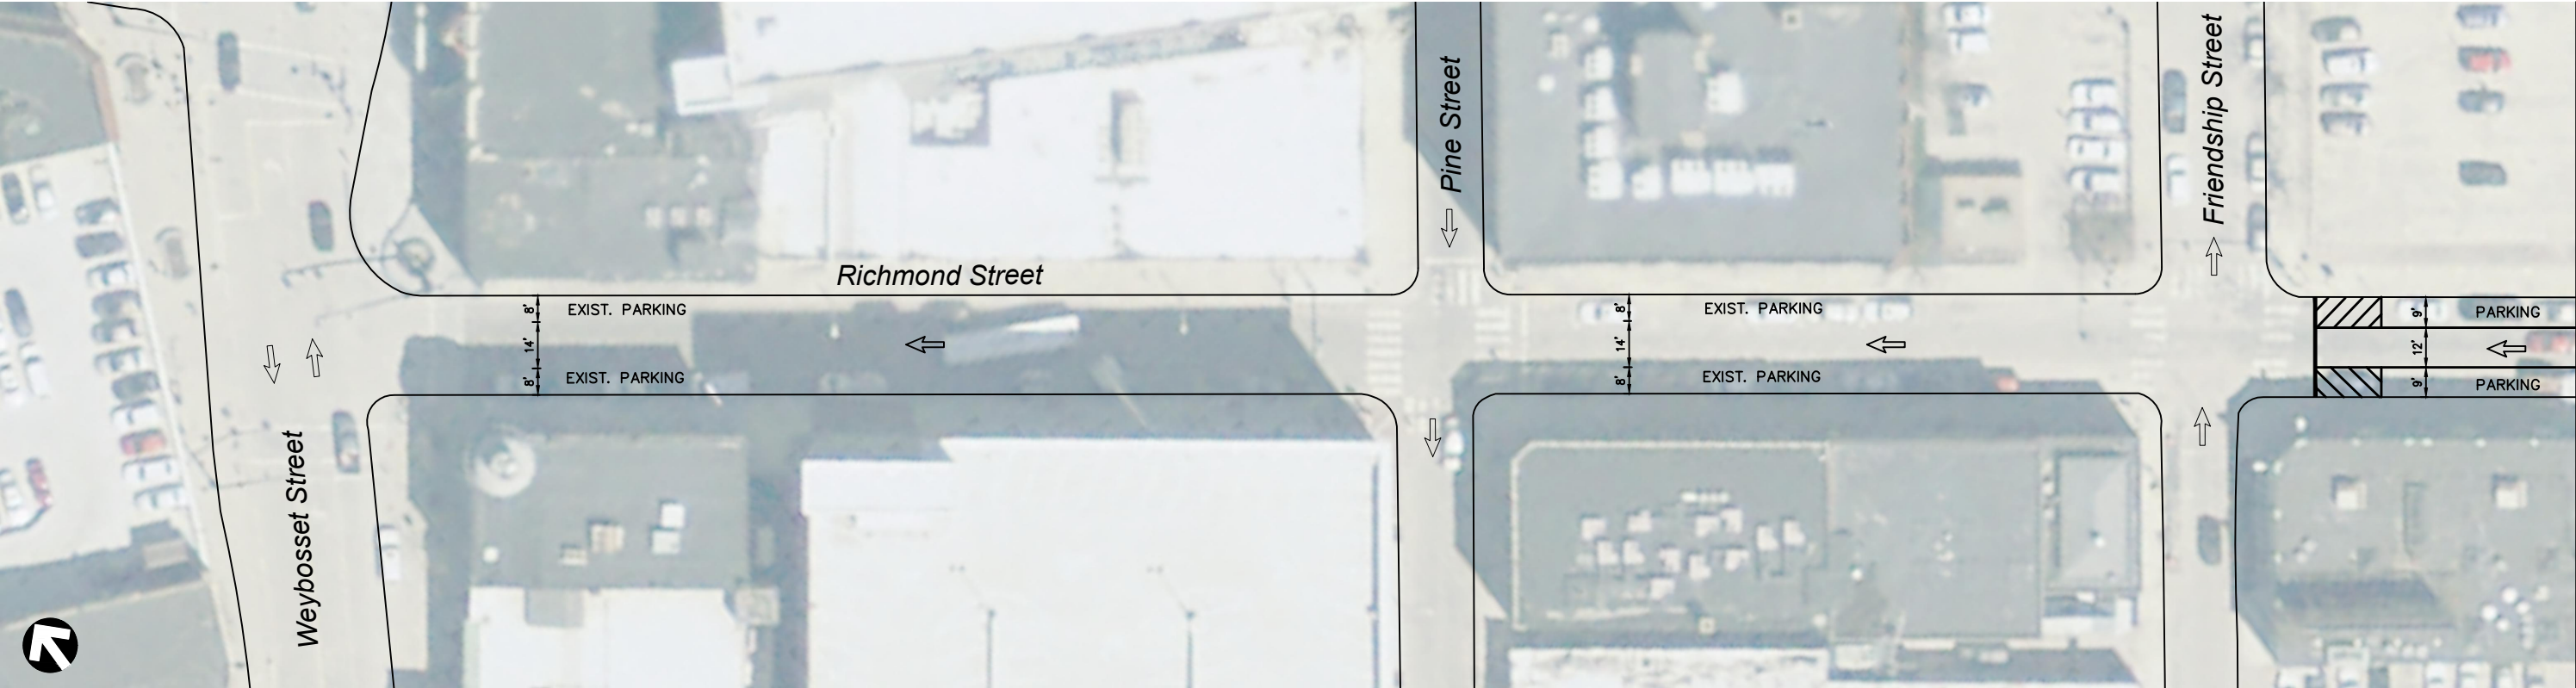 Pine Street
Friendship Street
Richmond Street
8'
EXIST. PARKING
14'
8'
EXIST. PARKING
8'
EXIST. PARKING
14'
8'
EXIST. PARKING
9'
PARKING
12'
9'
PARKING
Weybosset Street